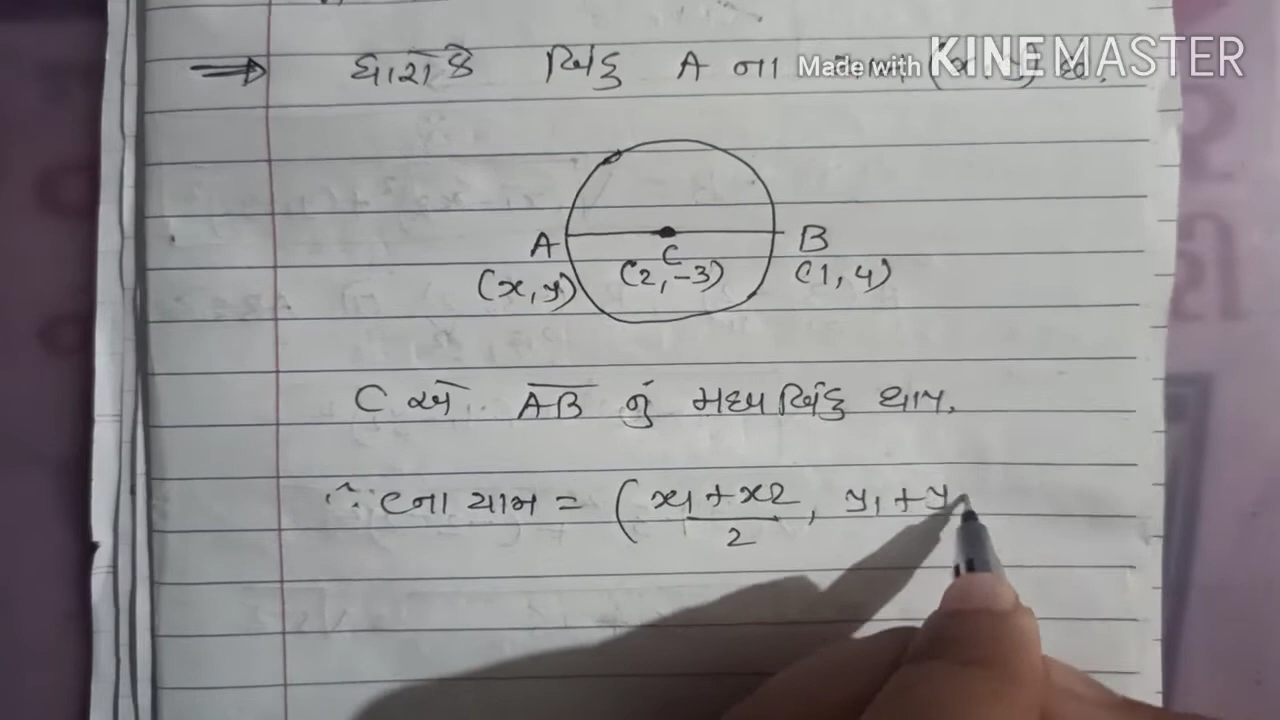 ⇒ ધારો કે બિંદુ A ના (x, y) છે.
Made with KINEMASTER
A B
C
(x, y) (2, -3) (1, 4)
C એ AB નું મધ્યબિંદુ થાય.
∴ C ના યામ = (x1 + x2 / 2, y1 + y